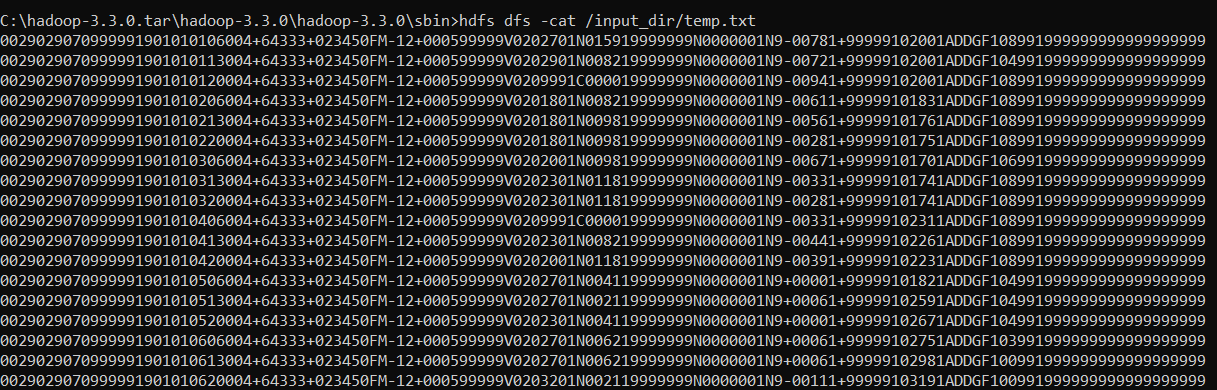 C:\hadoop-3.3.0.tar\hadoop-3.3.0\hadoop-3.3.0\sbin>hdfs dfs -cat /input_dir/temp.txt
0029029070999991901010106004+64333+023450FM-12+000599999V0202701N015919999999N0000001N9-00781+99999102001ADDGF108991999999999999999999
0029029070999991901010113004+64333+023450FM-12+000599999V0202901N008219999999N0000001N9-00721+99999102001ADDGF104991999999999999999999
0029029070999991901010120004+64333+023450FM-12+000599999V0209991C000019999999N0000001N9-00941+99999102001ADDGF108991999999999999999999
0029029070999991901010206004+64333+023450FM-12+000599999V0201801N008219999999N0000001N9-00611+99999101831ADDGF108991999999999999999999
0029029070999991901010213004+64333+023450FM-12+000599999V0201801N009819999999N0000001N9-00561+99999101761ADDGF108991999999999999999999
0029029070999991901010220004+64333+023450FM-12+000599999V0201801N009819999999N0000001N9-00281+99999101751ADDGF108991999999999999999999
0029029070999991901010306004+64333+023450FM-12+000599999V0202001N009819999999N0000001N9-00671+99999101701ADDGF106991999999999999999999
0029029070999991901010313004+64333+023450FM-12+000599999V0202301N011819999999N0000001N9-00331+99999101741ADDGF108991999999999999999999
0029029070999991901010320004+64333+023450FM-12+000599999V0202301N011819999999N0000001N9-00281+99999101741ADDGF108991999999999999999999
0029029070999991901010406004+64333+023450FM-12+000599999V0209991C000019999999N0000001N9-00331+99999102311ADDGF108991999999999999999999
0029029070999991901010413004+64333+023450FM-12+000599999V0202301N008219999999N0000001N9-00441+99999102261ADDGF108991999999999999999999
0029029070999991901010420004+64333+023450FM-12+000599999V0202001N011819999999N0000001N9-00391+99999102231ADDGF108991999999999999999999
0029029070999991901010506004+64333+023450FM-12+000599999V0202701N004119999999N0000001N9+00001+99999101821ADDGF104991999999999999999999
0029029070999991901010513004+64333+023450FM-12+000599999V0202701N002119999999N0000001N9+00061+99999102591ADDGF104991999999999999999999
0029029070999991901010520004+64333+023450FM-12+000599999V0202301N004119999999N0000001N9+00001+99999102671ADDGF104991999999999999999999
0029029070999991901010606004+64333+023450FM-12+000599999V0202701N006219999999N0000001N9+00061+99999102751ADDGF103991999999999999999999
0029029070999991901010613004+64333+023450FM-12+000599999V0202701N006219999999N0000001N9+00061+99999102981ADDGF100991999999999999999999
0029029070999991901010620004+64333+023450FM-12+000599999V0203201N002119999999N0000001N9-00111+99999103191ADDGF100991999999999999999999